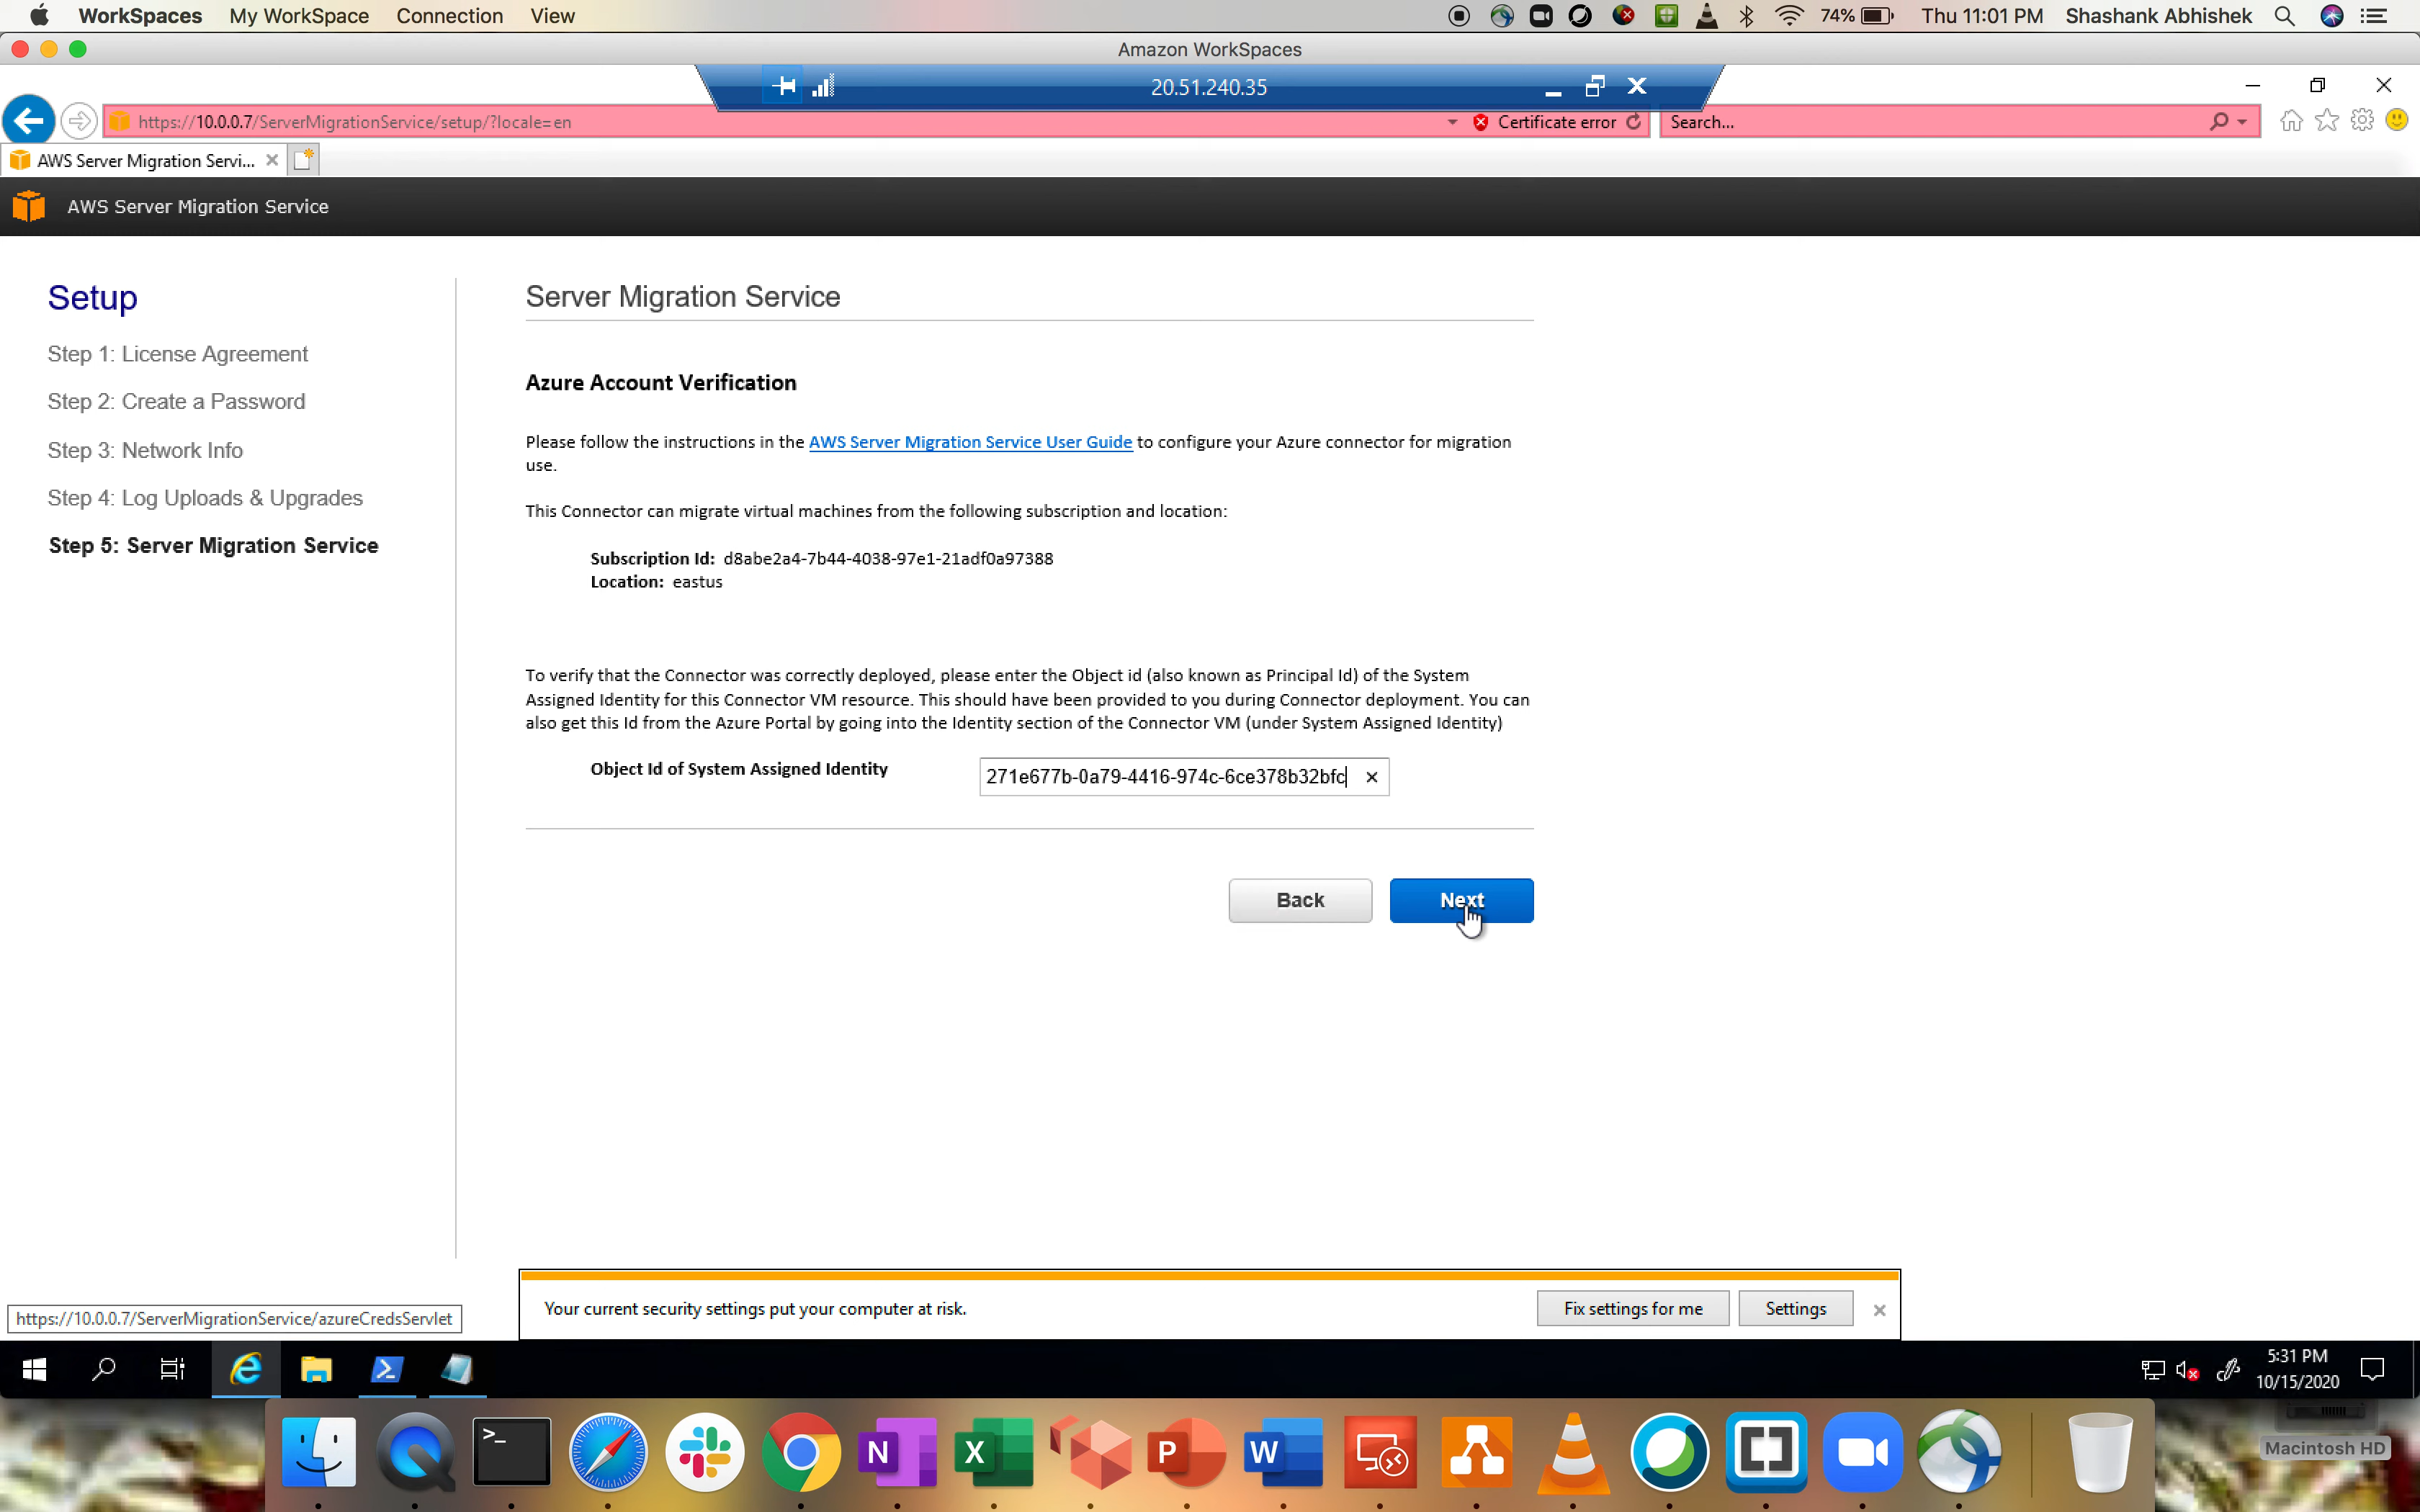 WorkSpaces My WorkSpace Connection View 74% Thu 11:01 PM Shashank Abhishek
Amazon WorkSpaces
20.51.240.35
https://10.0.0.7/ServerMigrationService/setup/?locale=en Certificate error Search...
AWS Server Migration Servi...
AWS Server Migration Service
Setup
Step 1: License Agreement
Step 2: Create a Password
Step 3: Network Info
Step 4: Log Uploads & Upgrades
Step 5: Server Migration Service
Server Migration Service
Azure Account Verification
Please follow the instructions in the AWS Server Migration Service User Guide to configure your Azure connector for migration
use.
This Connector can migrate virtual machines from the following subscription and location:
Subscription Id: d8abe2a4-7b44-4038-97e1-21adf0a97388
Location: eastus
To verify that the Connector was correctly deployed, please enter the Object id (also known as Principal Id) of the System
Assigned Identity for this Connector VM resource. This should have been provided to you during Connector deployment. You can
also get this Id from the Azure Portal by going into the Identity section of the Connector VM (under System Assigned Identity)
Object Id of System Assigned Identity 271e677b-0a79-4416-974c-6ce378b32bfc
Back Next
Your current security settings put your computer at risk. Fix settings for me Settings
https://10.0.0.7/ServerMigrationService/azureCredsServlet
5:31 PM
10/15/2020
N X P W
Macintosh HD